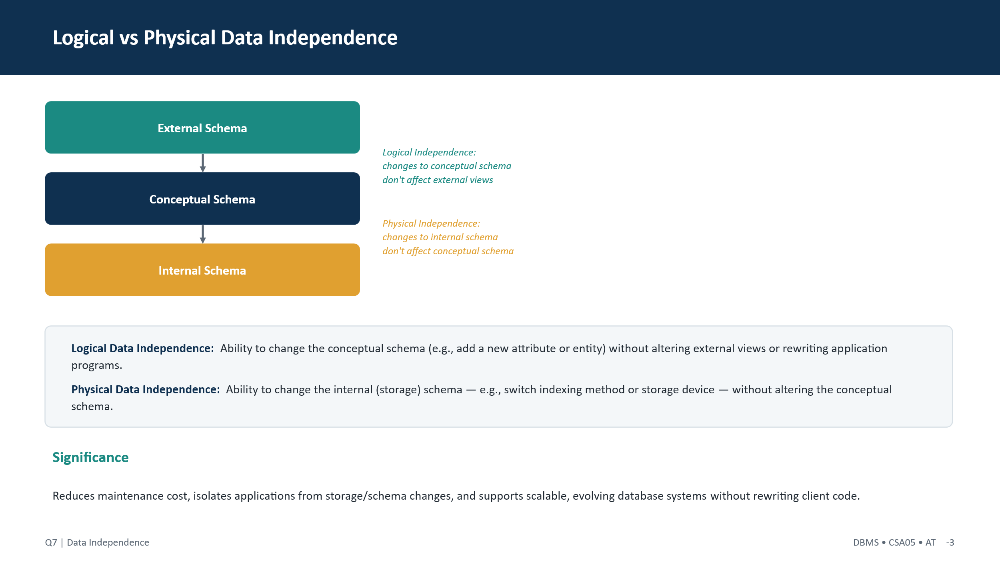 Logical vs Physical Data Independence
External Schema
Logical Independence:
changes to conceptual schema
don't affect external views
Conceptual Schema
Physical Independence:
changes to internal schema
don't affect conceptual schema
Internal Schema
Logical Data Independence: Ability to change the conceptual schema (e.g., add a new attribute or entity) without altering external views or rewriting application
programs.
Physical Data Independence: Ability to change the internal (storage) schema — e.g., switch indexing method or storage device — without altering the conceptual
schema.
Significance
Reduces maintenance cost, isolates applications from storage/schema changes, and supports scalable, evolving database systems without rewriting client code.
Q7 | Data Independence
DBMS • CSA05 • AT -3